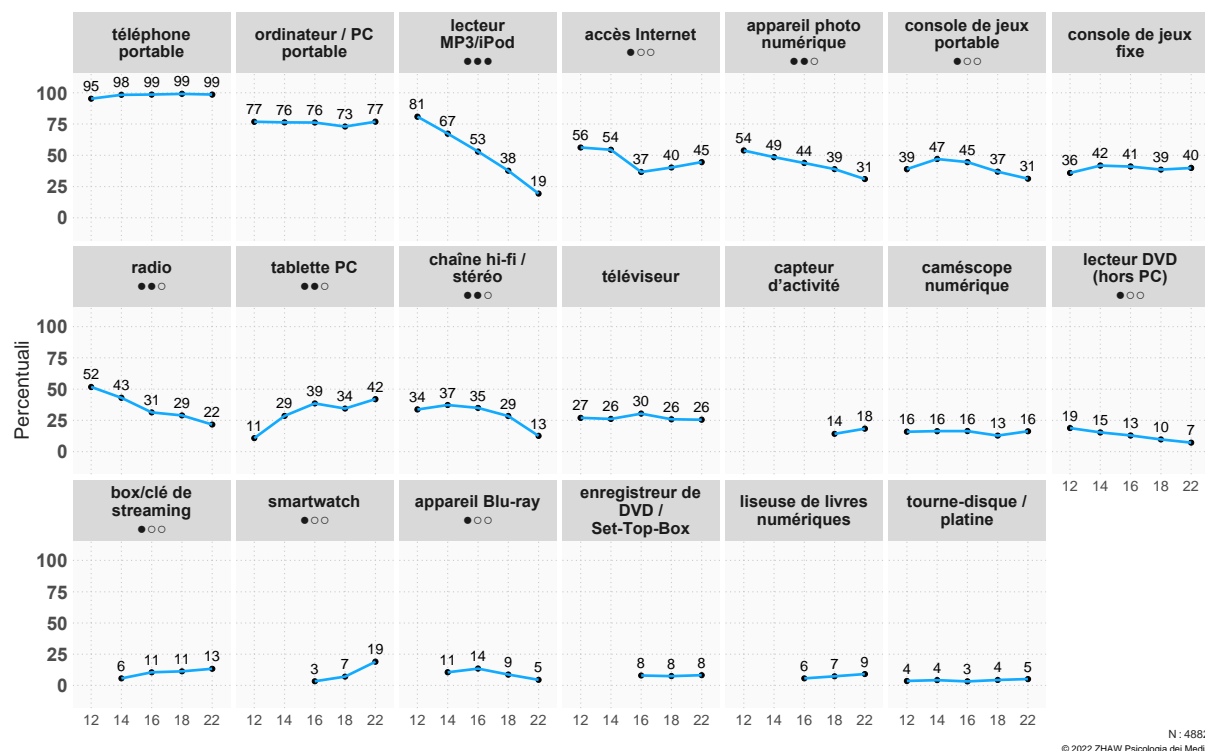 téléphone
portable
ordinateur / PC
portable
lecteur
MP3/iPod
●●●
accès Internet
●○○
appareil photo
numérique
●●○
console de jeux
portable
●○○
console de jeux
fixe
100
75
50
25
0
95 98 99 99 99
77 76 76 73 77
81 67 53 38 19
56 54 37 40 45
54 49 44 39 31
39 47 45 37 31
36 42 41 39 40
radio
●●○
tablette PC
●●○
chaîne hi-fi /
stéréo
●●○
téléviseur
capteur
d'activité
caméscope
numérique
lecteur DVD
(hors PC)
●○○
Percentuali
100
75
50
25
0
52 43 31 29 22
11 29 39 34 42
34 37 35 29 13
27 26 30 26 26
14 18
16 16 16 13 16
19 15 13 10 7
12 14 16 18 22
box/clé de
streaming
●○○
smartwatch
●○○
appareil Blu-ray
●○○
enregistreur de
DVD /
Set-Top-Box
liseuse de livres
numériques
tourne-disque /
platine
100
75
50
25
0
6 11 11 13
3 7 19
11 14 9 5
8 8 8
6 7 9
4 4 3 4 5
12 14 16 18 22
12 14 16 18 22
12 14 16 18 22
12 14 16 18 22
12 14 16 18 22
12 14 16 18 22
N : 4882
© 2022 ZHAW Psicologia dei Medi